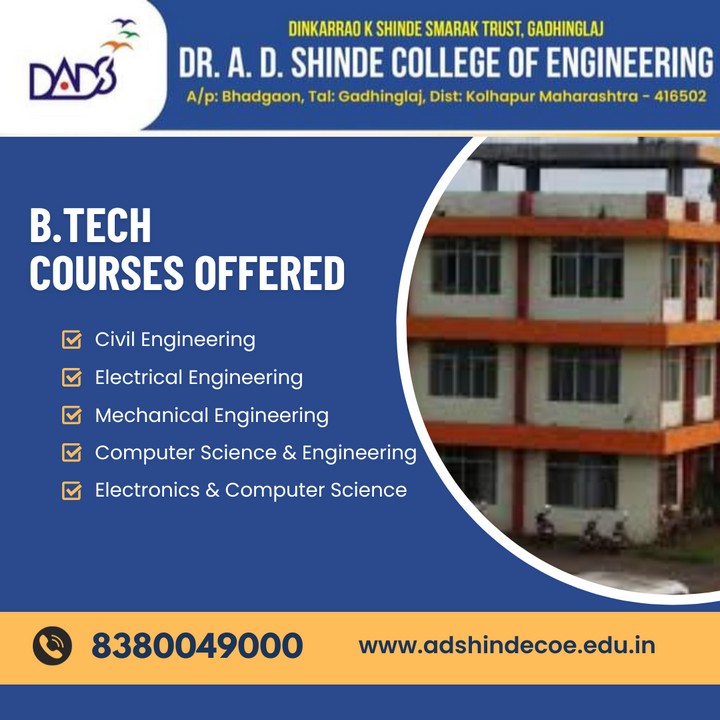 DADS
DINKARRAO K SHINDE SMARAK TRUST, GADHINGLAJ
DR. A. D. SHINDE COLLEGE OF ENGINEERING
A/p: Bhadgaon, Tal: Gadhinglaj, Dist: Kolhapur Maharashtra - 416502
B.TECH
COURSES OFFERED
Civil Engineering
Electrical Engineering
Mechanical Engineering
Computer Science & Engineering
Electronics & Computer Science
8380049000
www.adshindecoe.edu.in